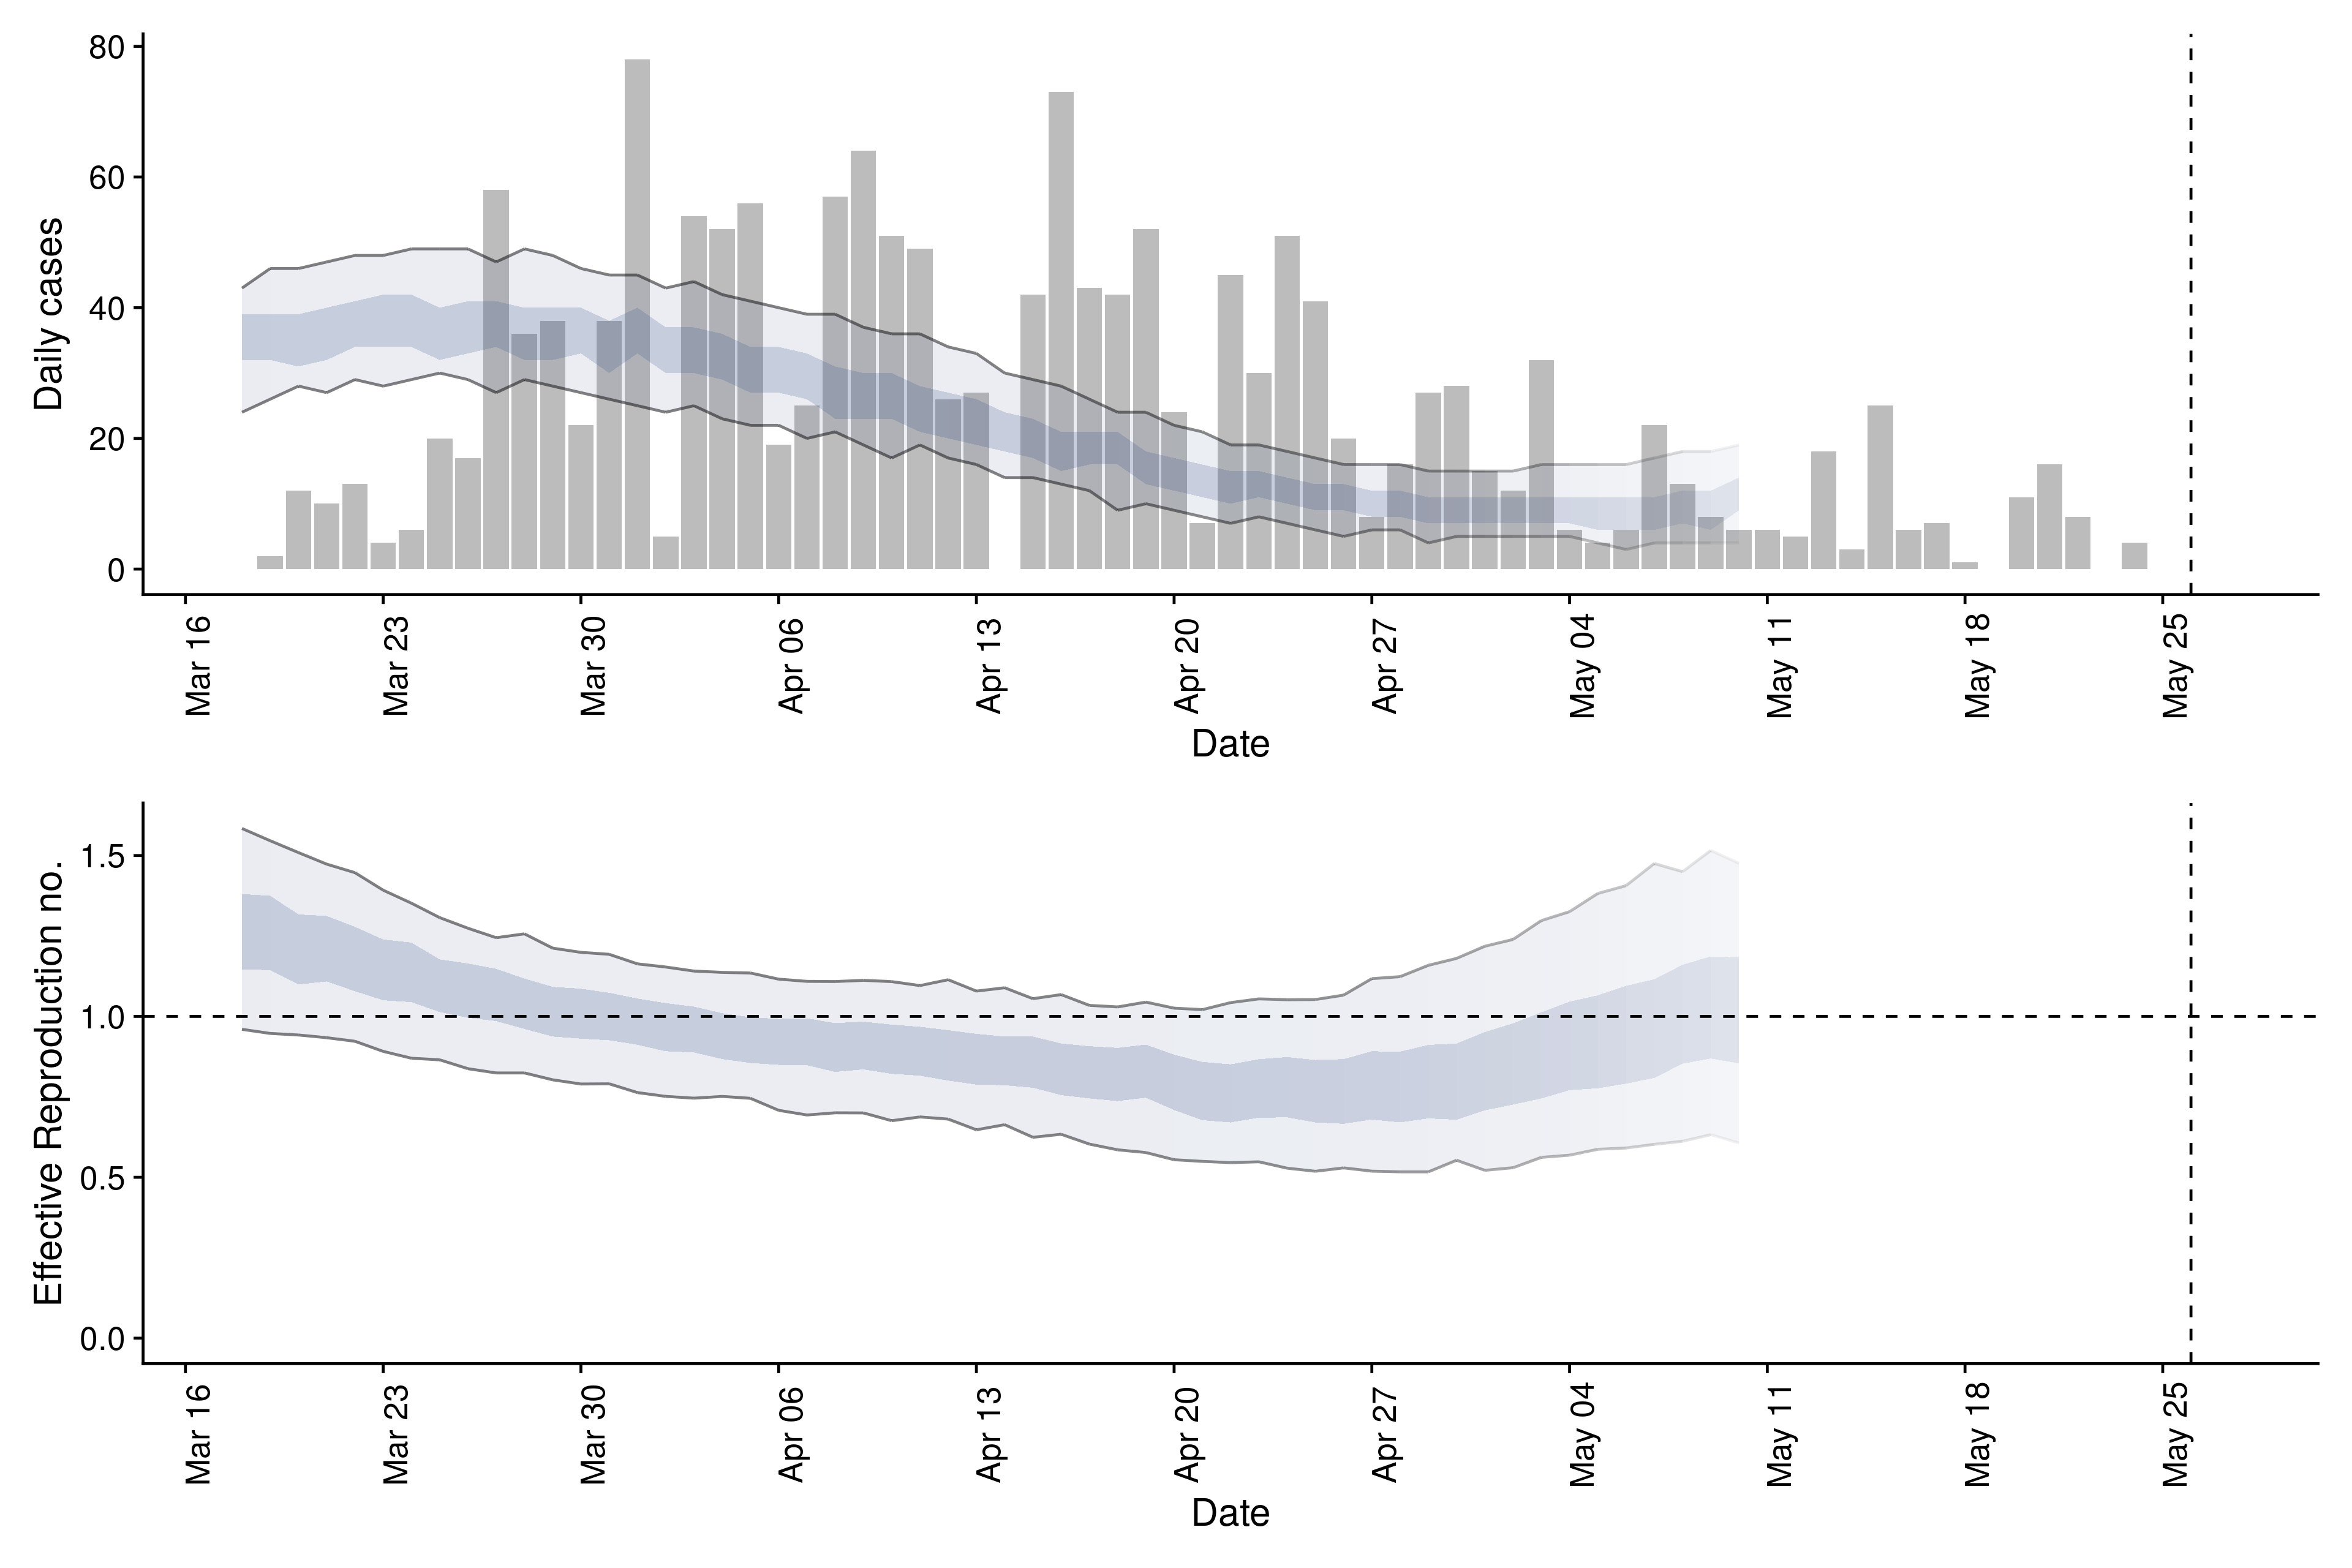 Daily cases
80
60
40
20
0
Mar 16
Mar 23
Mar 30
Apr 06
Apr 13
Apr 20
Apr 27
May 04
May 11
May 18
May 25
Date
Effective Reproduction no.
1.5
1.0
0.5
0.0
Mar 16
Mar 23
Mar 30
Apr 06
Apr 13
Apr 20
Apr 27
May 04
May 11
May 18
May 25
Date